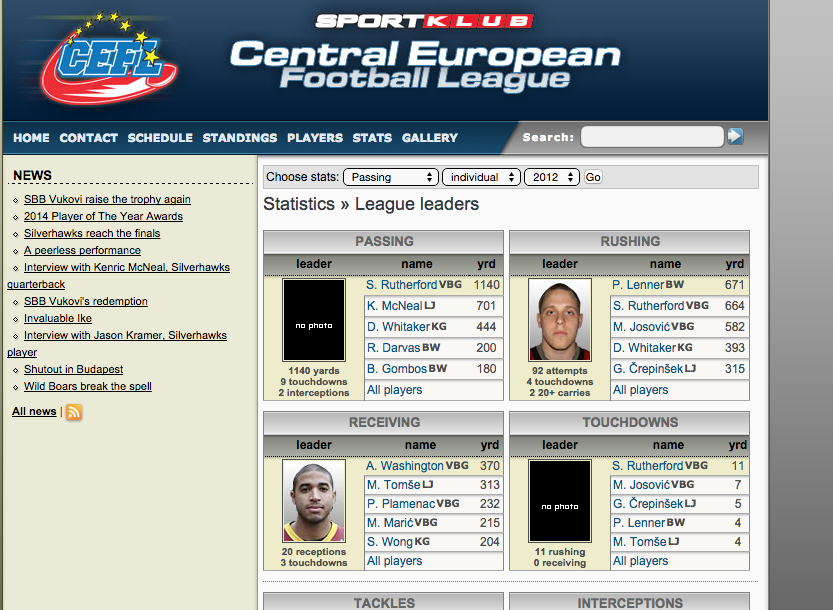 CEFL
SPORTKLUB
Central European
Football League
HOME CONTACT SCHEDULE STANDINGS PLAYERS STATS GALLERY
Search:
NEWS
SBB Vukovi raise the trophy again
2014 Player of The Year Awards
Silverhawks reach the finals
A peerless performance
Interview with Kenric McNeal, Silverhawks
quarterback
SBB Vukovi's redemption
Invaluable Ike
Interview with Jason Kramer, Silverhawks
player
Shutout in Budapest
Wild Boars break the spell
All news |
Choose stats: Passing individual 2012 Go
Statistics » League leaders
PASSING
leader name yrd
no photo
1140 yards
9 touchdowns
2 interceptions
S. Rutherford VBG 1140
K. McNeal LJ 701
D. Whitaker KG 444
R. Darvas BW 200
B. Gombos BW 180
All players
RUSHING
leader name yrd
92 attempts
4 touchdowns
2 20+ carries
P. Lenner BW 671
S. Rutherford VBG 664
M. Josović VBG 582
D. Whitaker KG 393
G. Črepinšek LJ 315
All players
RECEIVING
leader name yrd
20 receptions
3 touchdowns
A. Washington VBG 370
M. Tomše LJ 313
P. Plamenac VBG 232
M. Marić VBG 215
S. Wong KG 204
All players
TOUCHDOWNS
leader name yrd
no photo
11 rushing
0 receiving
S. Rutherford VBG 11
M. Josović VBG 7
G. Črepinšek LJ 5
P. Lenner BW 4
M. Tomše LJ 4
All players
TACKLES
INTERCEPTIONS